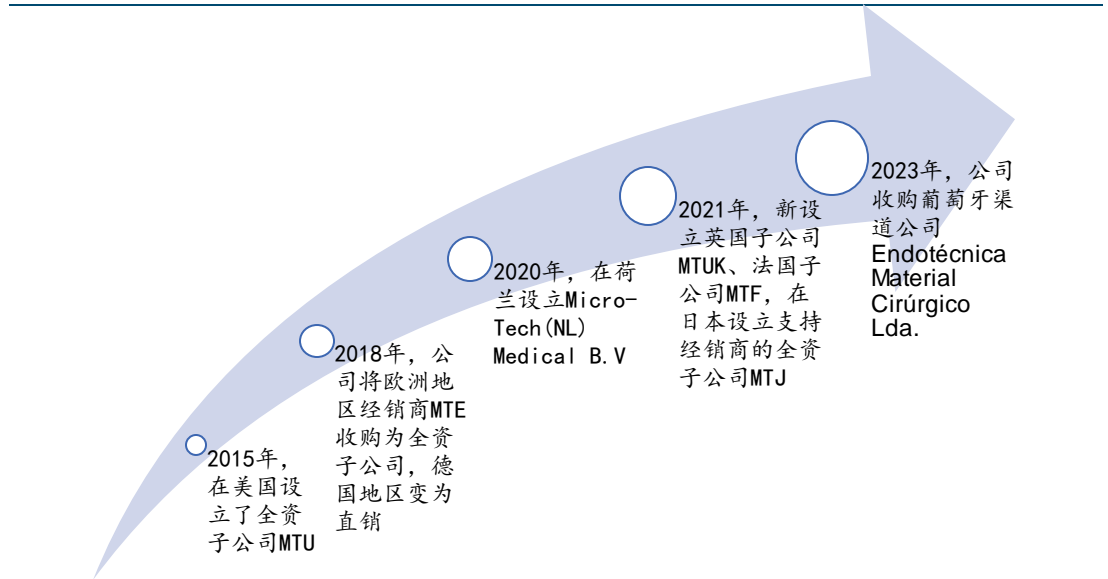 2015年，
在美国设
立了全资
子公司MTU
2018年，公
司将欧洲地
区经销商MTE
收购为全资
子公司，德
国地区变为
直销
2020年，在荷
兰设立Micro-
Tech(NL)
Medical B.V
2021年，新设
立英国子公司
MTUK、法国子
公司MTF，在
日本设立支持
经销商的全资
子公司MTJ
2023年，公司
收购葡萄牙渠
道公司
Endotécnica
Material
Cirúrgico
Lda.